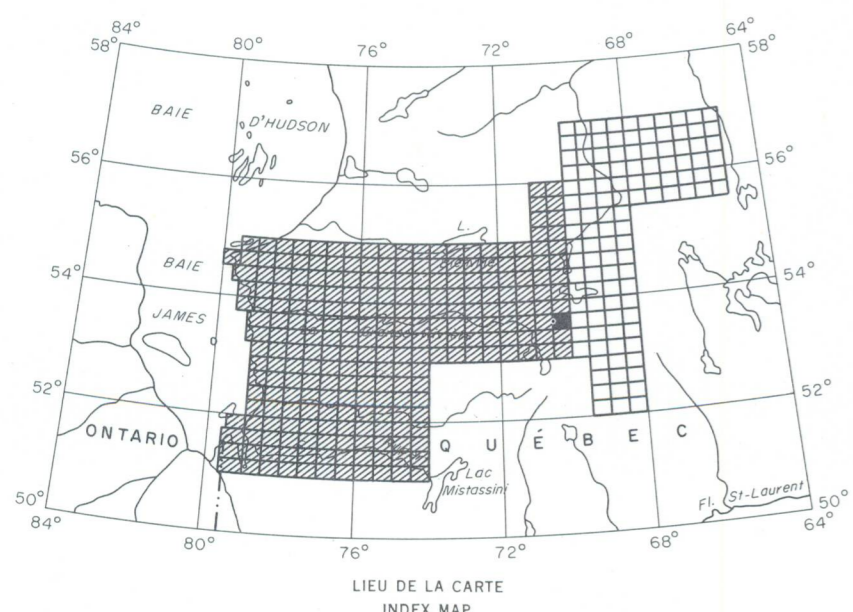 84° 80° 76° 72° 68° 64°
58° 58°
BAIE
D'HUDSON
56° 56°
L.
BAIE
54° 54°
JAMES
52° 52°
ONTARIO
QUÉBEC
Lac
Mistassini
Fl. St-Laurent
50° 50°
84° 80° 76° 72° 68° 64°
LIEU DE LA CARTE
INDEX MAP